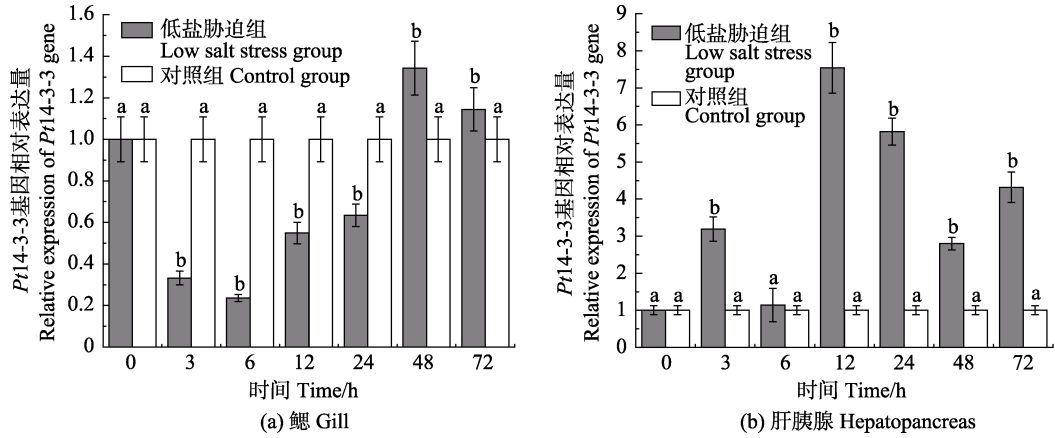 Pt14-3-3基因相对表达量
Relative expression of Pt14-3-3 gene
1.6
1.4
1.2
1.0
0.8
0.6
0.4
0.2
0
低盐胁迫组
Low salt stress group
对照组 Control group
a a b a b a b a b a b a b a
0 3 6 12 24 48 72
时间 Time/h
(a) 鳃 Gill
Pt14-3-3基因相对表达量
Relative expression of Pt14-3-3 gene
9
8
7
6
5
4
3
2
1
0
低盐胁迫组
Low salt stress
group
对照组
Control group
a a b a a a b a b a b a b a
0 3 6 12 24 48 72
时间 Time/h
(b) 肝胰腺 Hepatopancreas